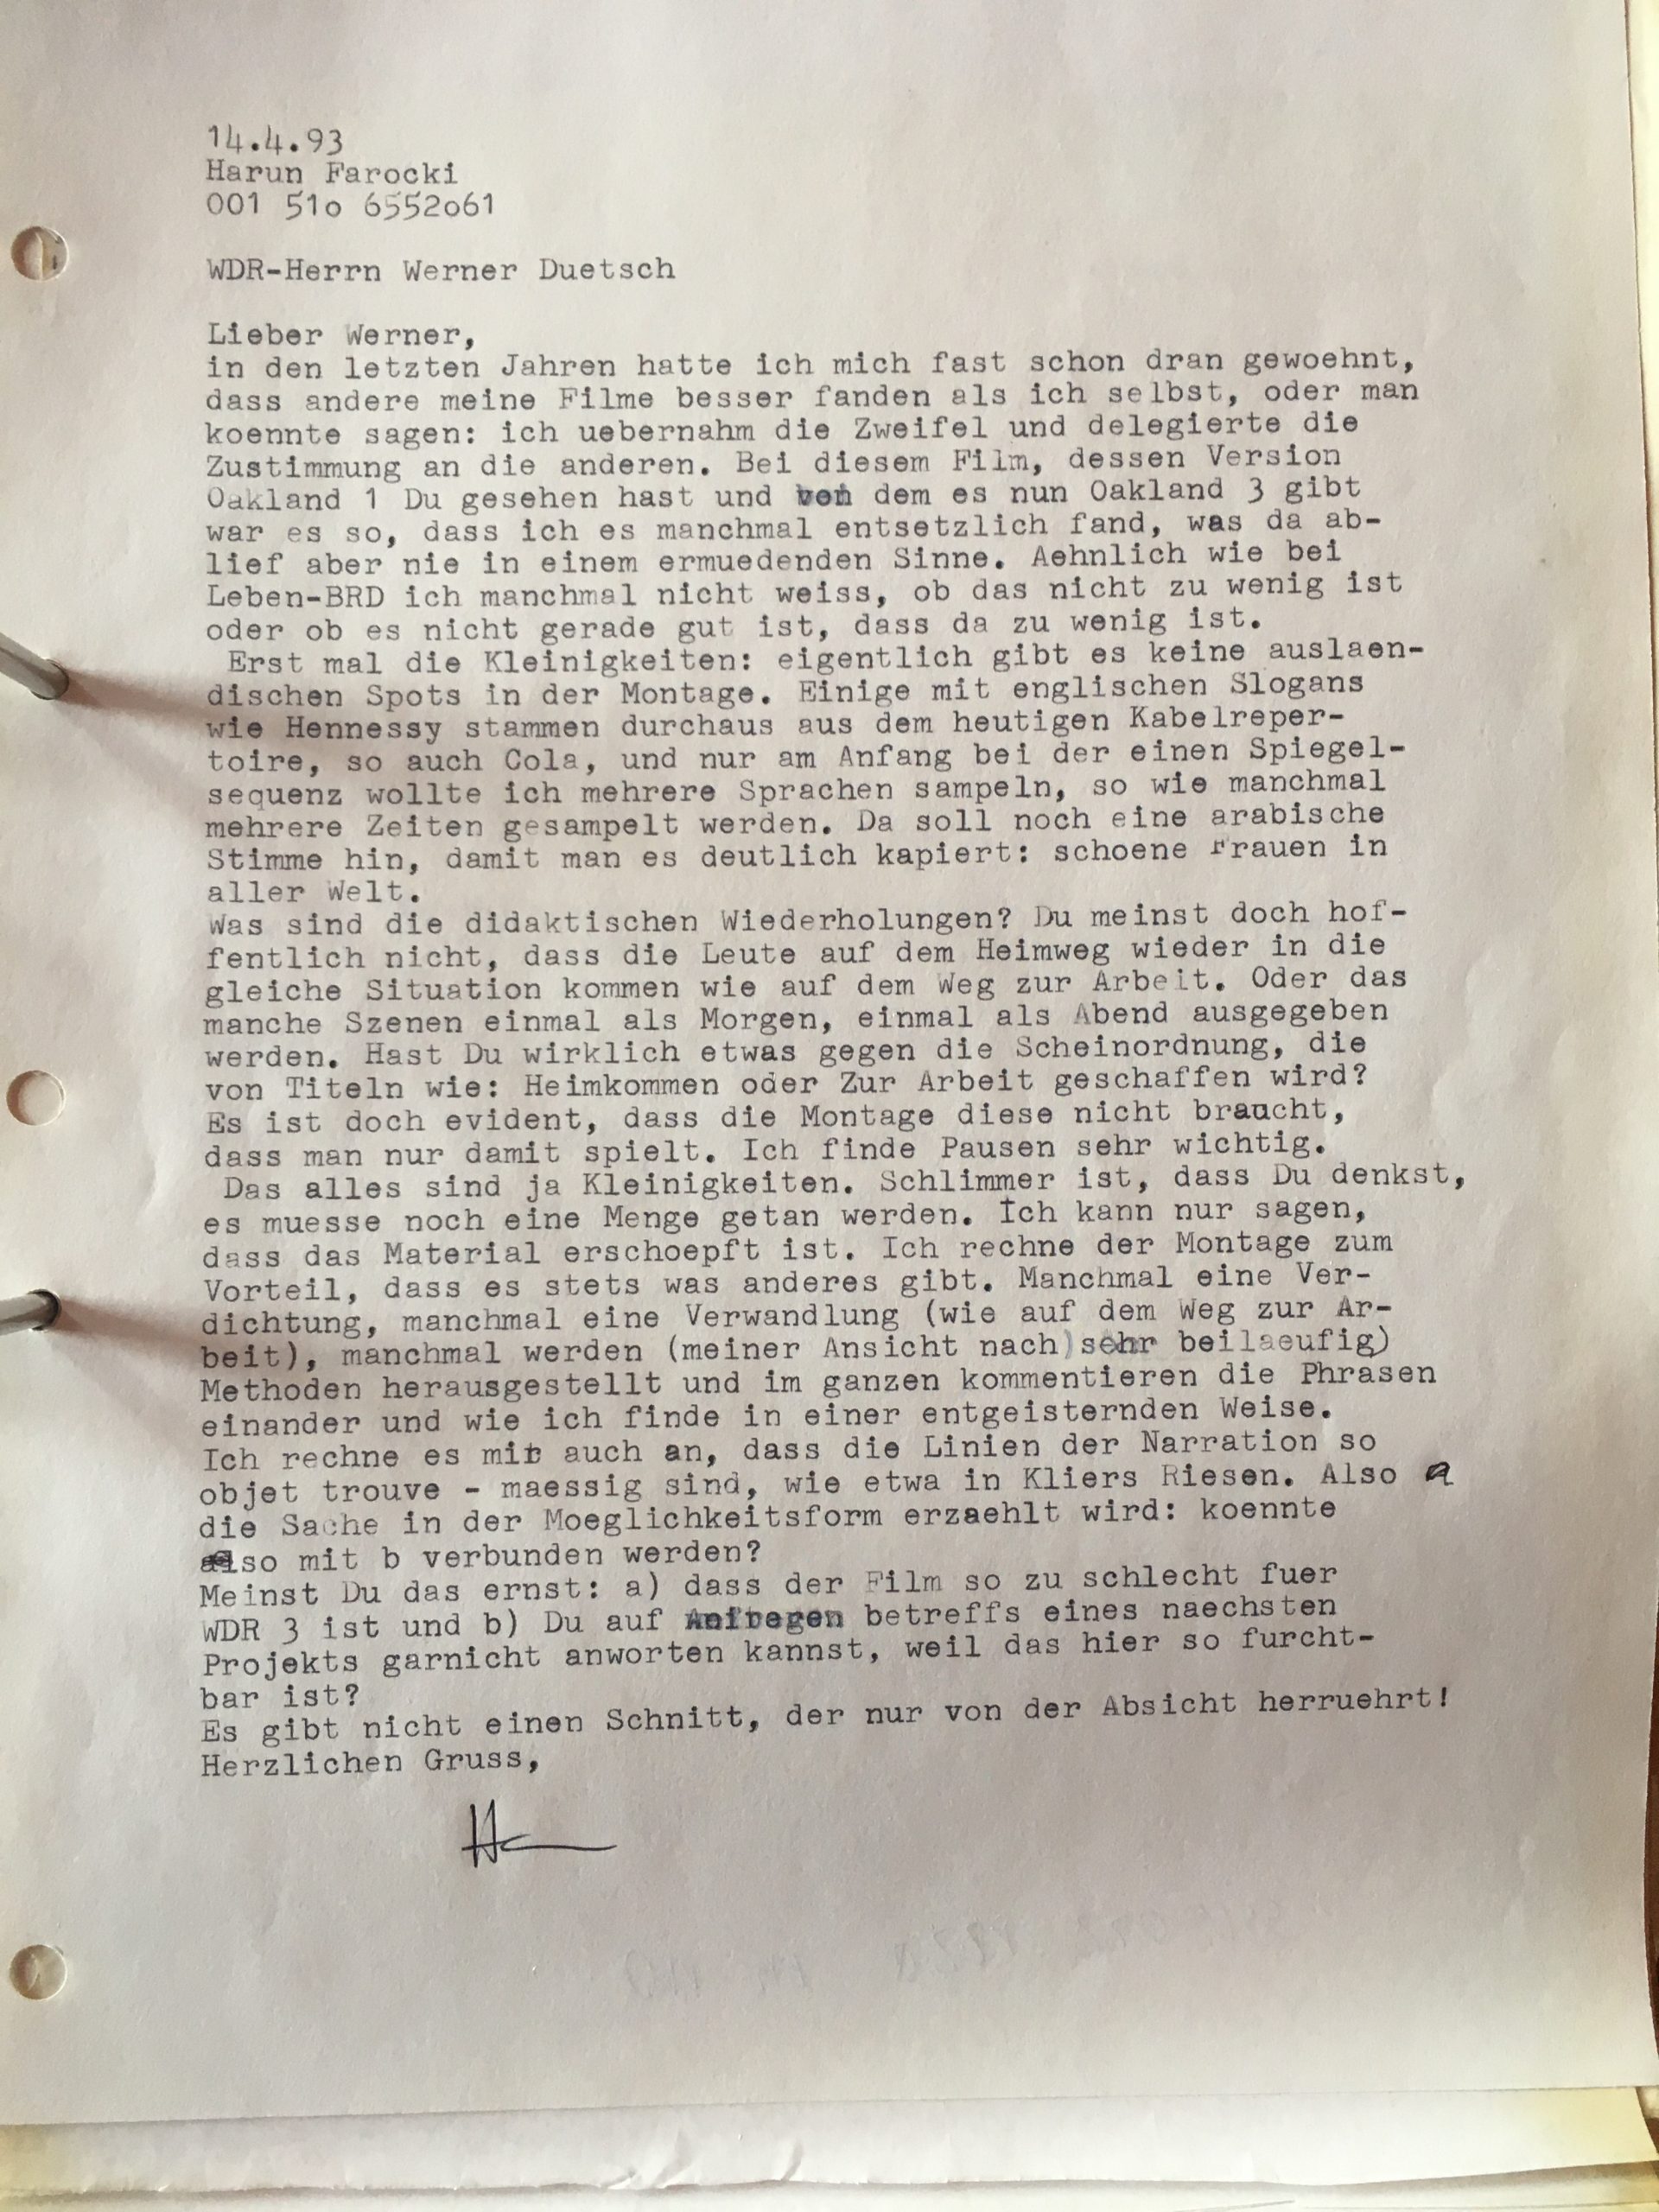 14.4.93
Harun Farocki
001 51o 6552o61
WDR-Herrn Werner Duetsch
Lieber Werner,
in den letzten Jahren hatte ich mich fast schon dran gewoehnt,
dass andere meine Filme besser fanden als ich selbst, oder man
koennte sagen: ich uebernahm die Zweifel und delegierte die
Zustimmung an die anderen. Bei diesem Film, dessen Version
Oakland 1 Du gesehen hast und von dem es nun Oakland 3 gibt
war es so, dass ich es manchmal entsetzlich fand, was da ab-
lief aber nie in einem ermuedenden Sinne. Aehnlich wie bei
Leben-BRD ich manchmal nicht weiss, ob das nicht zu wenig ist
oder ob es nicht gerade gut ist, dass da zu wenig ist.
Erst mal die Kleinigkeiten: eigentlich gibt es keine auslaen-
dischen Spots in der Montage. Einige mit englischen Slogans
wie Hennessy stammen durchaus aus dem heutigen Kabelreper-
toire, so auch Cola, und nur am Anfang bei der einen Spiegel-
sequenz wollte ich mehrere Sprachen sampeln, so wie manchmal
mehrere Zeiten gesampelt werden. Da soll noch eine arabische
Stimme hin, damit man es deutlich kapiert: schoene Frauen in
aller Welt.
Was sind die didaktischen Wiederholungen? Du meinst doch hof-
fentlich nicht, dass die Leute auf dem Heimweg wieder in die
gleiche Situation kommen wie auf dem Weg zur Arbeit. Oder das
manche Szenen einmal als Morgen, einmal als Abend ausgegeben
werden. Hast Du wirklich etwas gegen die Scheinordnung, die
von Titeln wie: Heimkommen oder Zur Arbeit geschaffen wird?
Es ist doch evident, dass die Montage diese nicht braucht,
dass man nur damit spielt. Ich finde Pausen sehr wichtig.
Das alles sind ja Kleinigkeiten. Schlimmer ist, dass Du denkst,
es muesse noch eine Menge getan werden. Ich kann nur sagen,
dass das Material erschoepft ist. Ich rechne der Montage zum
Vorteil, dass es stets was anderes gibt. Manchmal eine Ver-
dichtung, manchmal eine Verwandlung (wie auf dem Weg zur Ar-
beit), manchmal werden (meiner Ansicht nach)sehr beilaeufig)
Methoden herausgestellt und im ganzen kommentieren die Phrasen
einander und wie ich finde in einer entgeisternden Weise.
Ich rechne es mir auch an, dass die Linien der Narration so
objet trouve - maessig sind, wie etwa in Kliers Riesen. Also a
die Sache in der Moeglichkeitsform erzaehlt wird: koennte
also mit b verbunden werden?
Meinst Du das ernst: a) dass der Film so zu schlecht fuer
WDR 3 ist und b) Du auf Anfragen betreffs eines naechsten
Projekts garnicht anworten kannst, weil das hier so furcht-
bar ist?
Es gibt nicht einen Schnitt, der nur von der Absicht herruehrt!
Herzlichen Gruss,